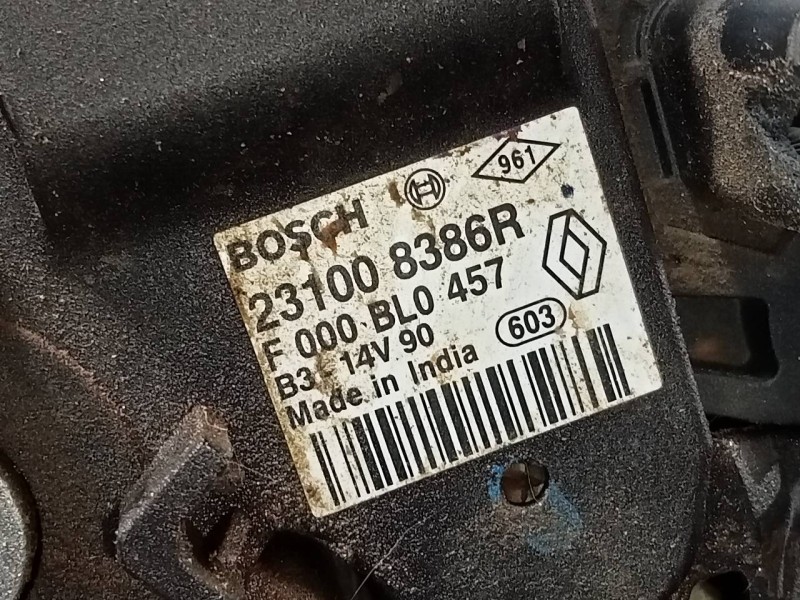 961
BOSCH
23100 8386R
F 000 BL0 457
B3 - 14V 90
603
Made in India